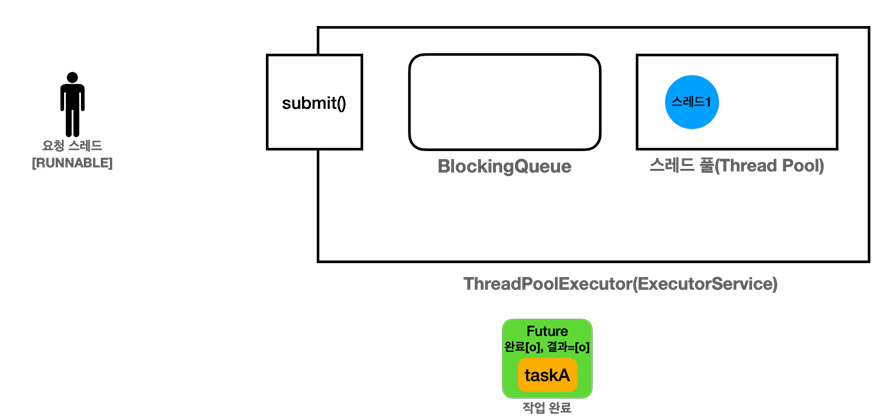 요청 스레드
[RUNNABLE]
submit()
BlockingQueue
스레드1
스레드 풀(Thread Pool)
ThreadPoolExecutor(ExecutorService)
Future
완료[o], 결과=[o]
taskA
작업 완료